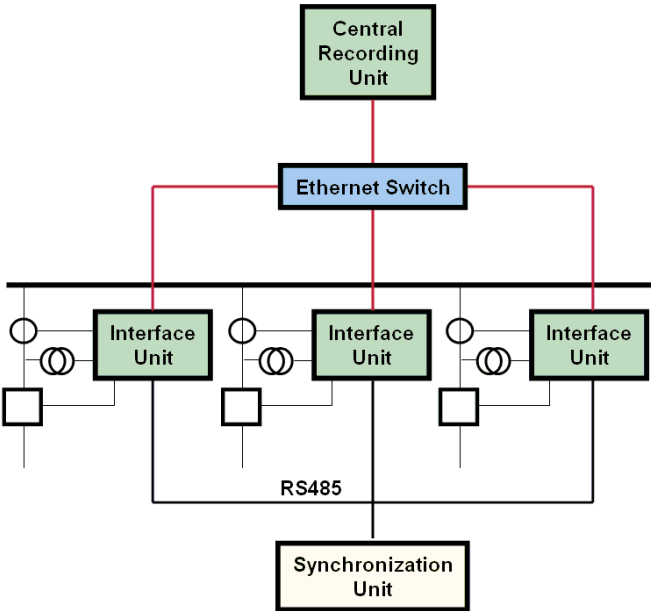 Central
Recording
Unit
Ethernet Switch
Interface
Unit
Interface
Unit
Interface
Unit
RS485
Synchronization
Unit